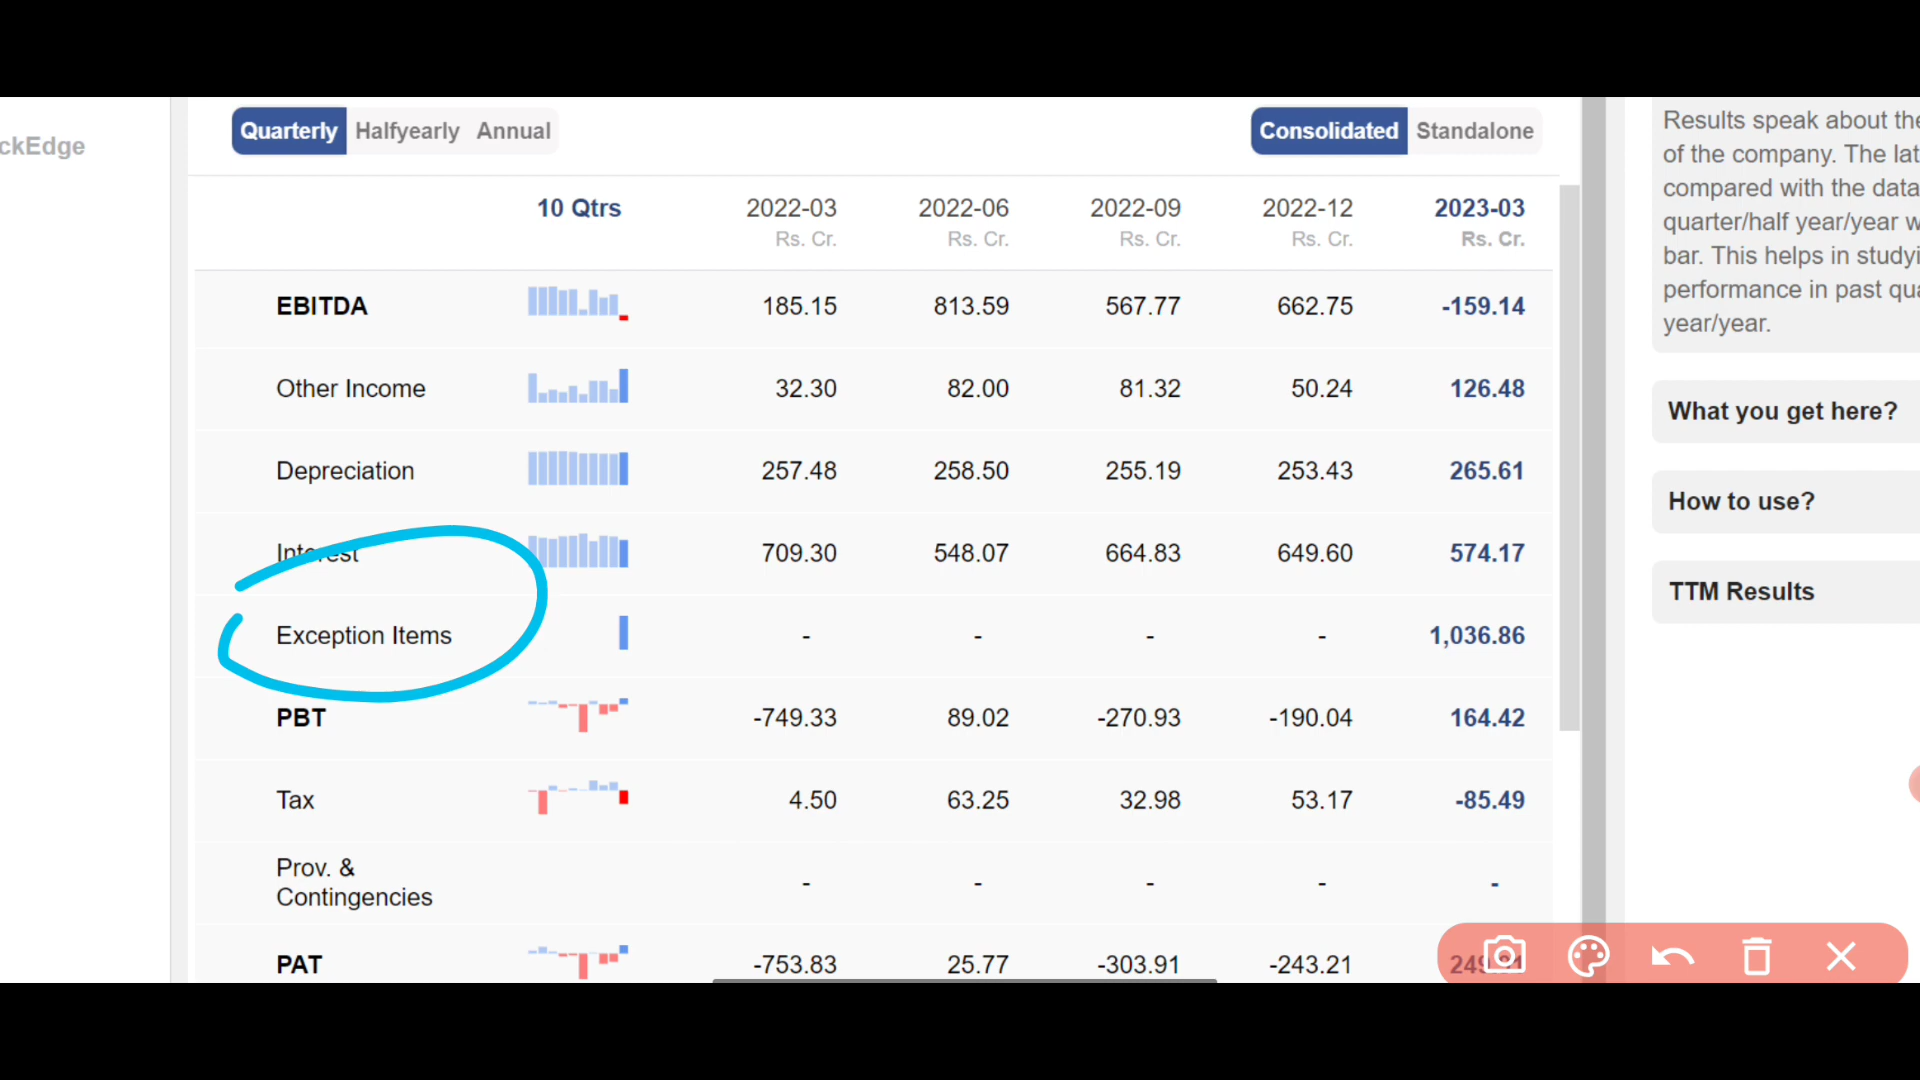 ckEdge
Quarterly Halfyearly Annual
Consolidated Standalone
10 Qtrs 2022-03 2022-06 2022-09 2022-12 2023-03
Rs. Cr. Rs. Cr. Rs. Cr. Rs. Cr. Rs. Cr.
EBITDA 185.15 813.59 567.77 662.75 -159.14
Other Income 32.30 82.00 81.32 50.24 126.48
Depreciation 257.48 258.50 255.19 253.43 265.61
Interest 709.30 548.07 664.83 649.60 574.17
Exception Items - - - - 1,036.86
PBT -749.33 89.02 -270.93 -190.04 164.42
Tax 4.50 63.25 32.98 53.17 -85.49
Prov. &
Contingencies - - - - -
PAT -753.83 25.77 -303.91 -243.21
Results speak about the
of the company. The lat
compared with the data
quarter/half year/year w
bar. This helps in studyi
performance in past qua
year/year.
What you get here?
How to use?
TTM Results